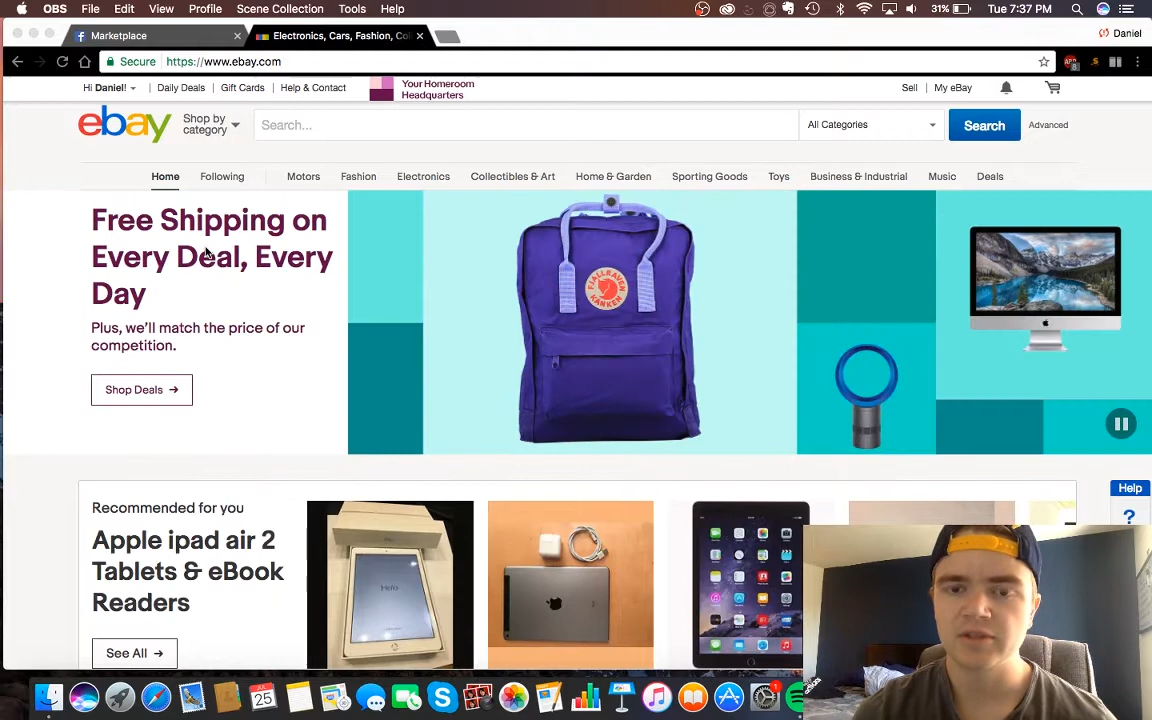 OBS File Edit View Profile Scene Collection Tools Help 31% Tue 7:37 PM
Marketplace Electronics, Cars, Fashion, Co Daniel
Secure https://www.ebay.com
Hi Daniel! Daily Deals Gift Cards Help & Contact Your Homeroom Headquarters Sell My eBay
ebay Shop by category Search... All Categories Search Advanced
Home Following Motors Fashion Electronics Collectibles & Art Home & Garden Sporting Goods Toys Business & Industrial Music Deals
Free Shipping on
Every Deal, Every
Day
Plus, we'll match the price of our
competition.
Shop Deals →
FJALLRAVEN
KANKEN
Help
?
Recommended for you
Apple ipad air 2
Tablets & eBook
Readers
See All →
Hello
JUL
25